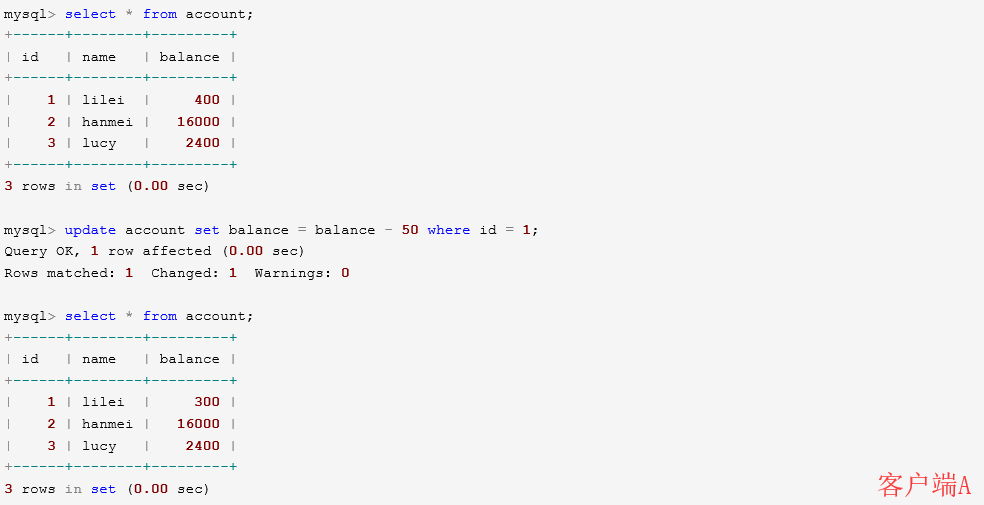 mysql> select * from account;
+------+--------+---------+
| id   | name   | balance |
+------+--------+---------+
|    1 | lilei  |     400 |
|    2 | hanmei |   16000 |
|    3 | lucy   |    2400 |
+------+--------+---------+
3 rows in set (0.00 sec)
mysql> update account set balance = balance - 50 where id = 1;
Query OK, 1 row affected (0.00 sec)
Rows matched: 1  Changed: 1  Warnings: 0
mysql> select * from account;
+------+--------+---------+
| id   | name   | balance |
+------+--------+---------+
|    1 | lilei  |     300 |
|    2 | hanmei |   16000 |
|    3 | lucy   |    2400 |
+------+--------+---------+
3 rows in set (0.00 sec)
客户端A